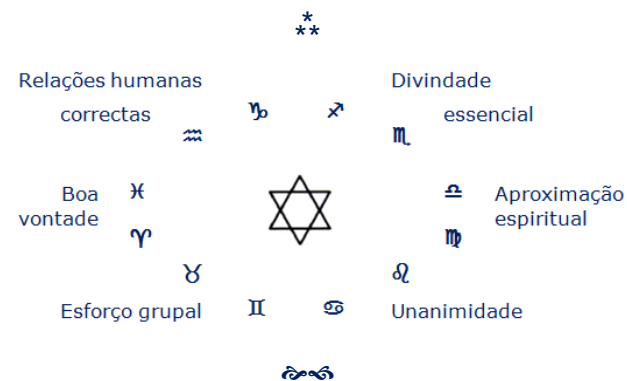 Relações humanas
correctas
Divindade
essencial
♑ ♐
♒ ♏
Boa
vontade
♓ ♎
Aproximação
espiritual
♈ ♍
♉ ♌
Esforço grupal
♊ ♋
Unanimidade